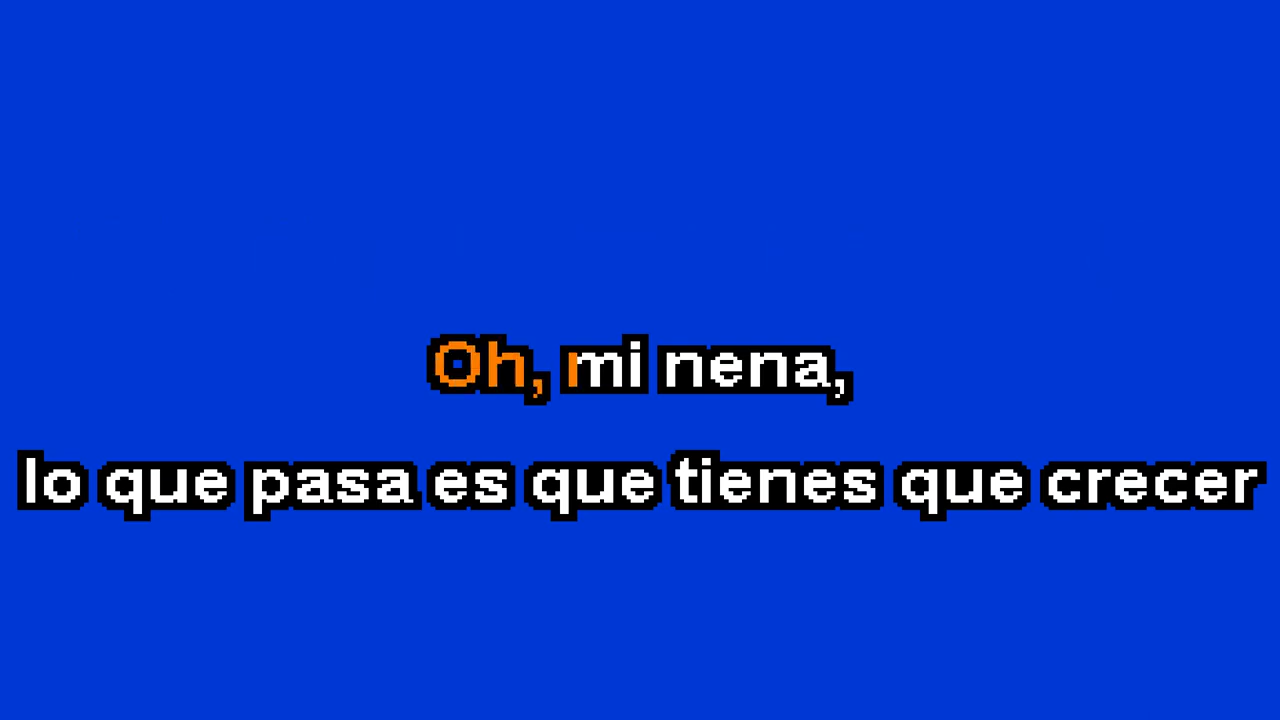 Oh, mi nena,
lo que pasa es que tienes que crecer